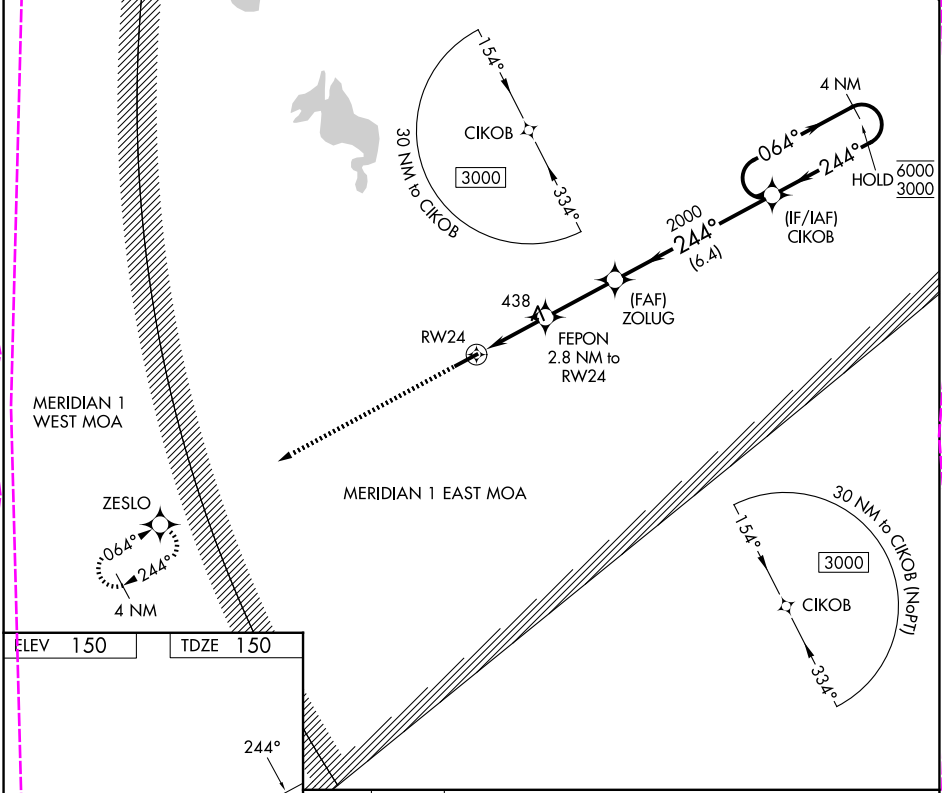 154°
CIKOB
3000
334°
30 NM to CIKOB
4 NM
064°
244°
HOLD
6000
3000
(IF/IAF)
CIKOB
2000
244°
(6.4)
(FAF)
ZOLUG
438
FEPON
2.8 NM to
RW24
RW24
MERIDIAN 1
WEST MOA
MERIDIAN 1 EAST MOA
ZESLO
064°
244°
4 NM
30 NM to CIKOB (NoPT)
154°
3000
CIKOB
334°
ELEV 150
TDZE 150
244°